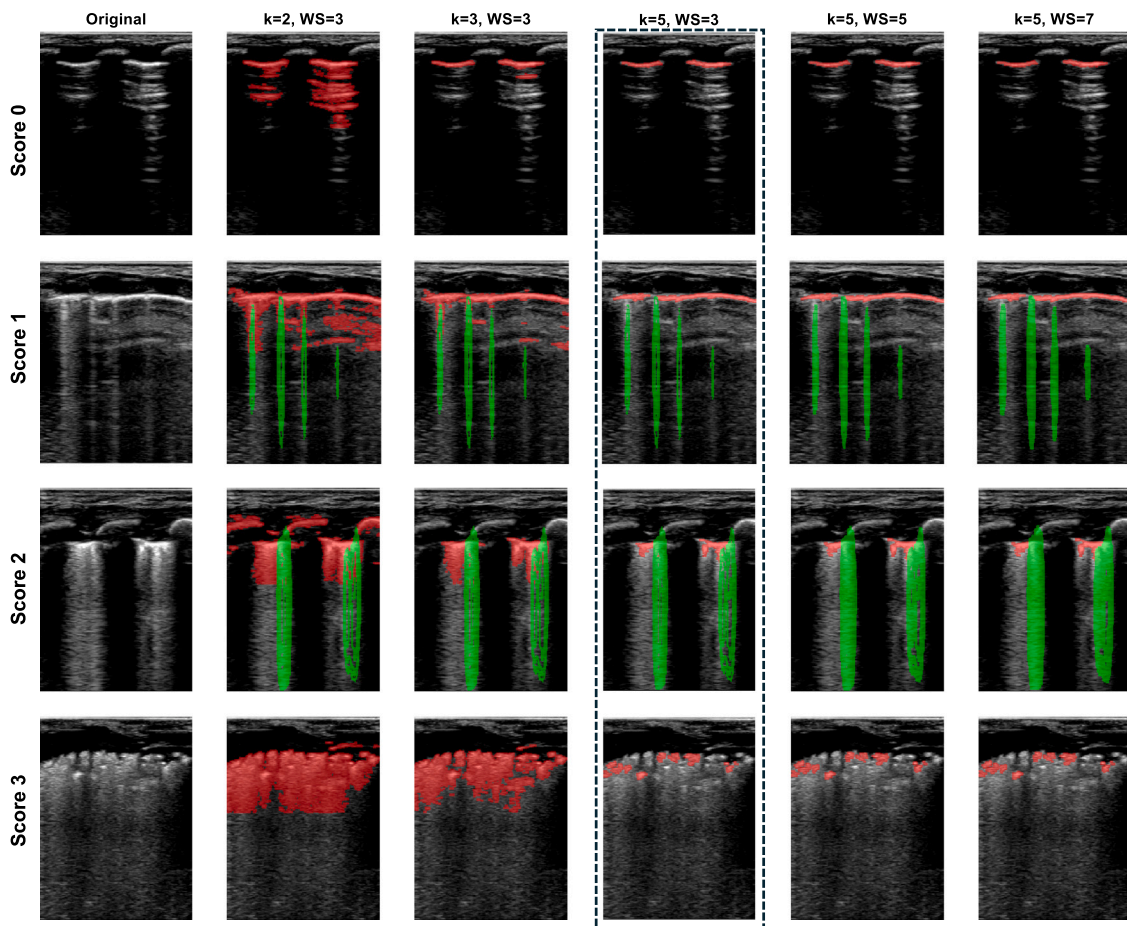 Original
k=2, WS=3
k=3, WS=3
k=5, WS=3
k=5, WS=5
k=5, WS=7
Score 0
Score 1
Score 2
Score 3